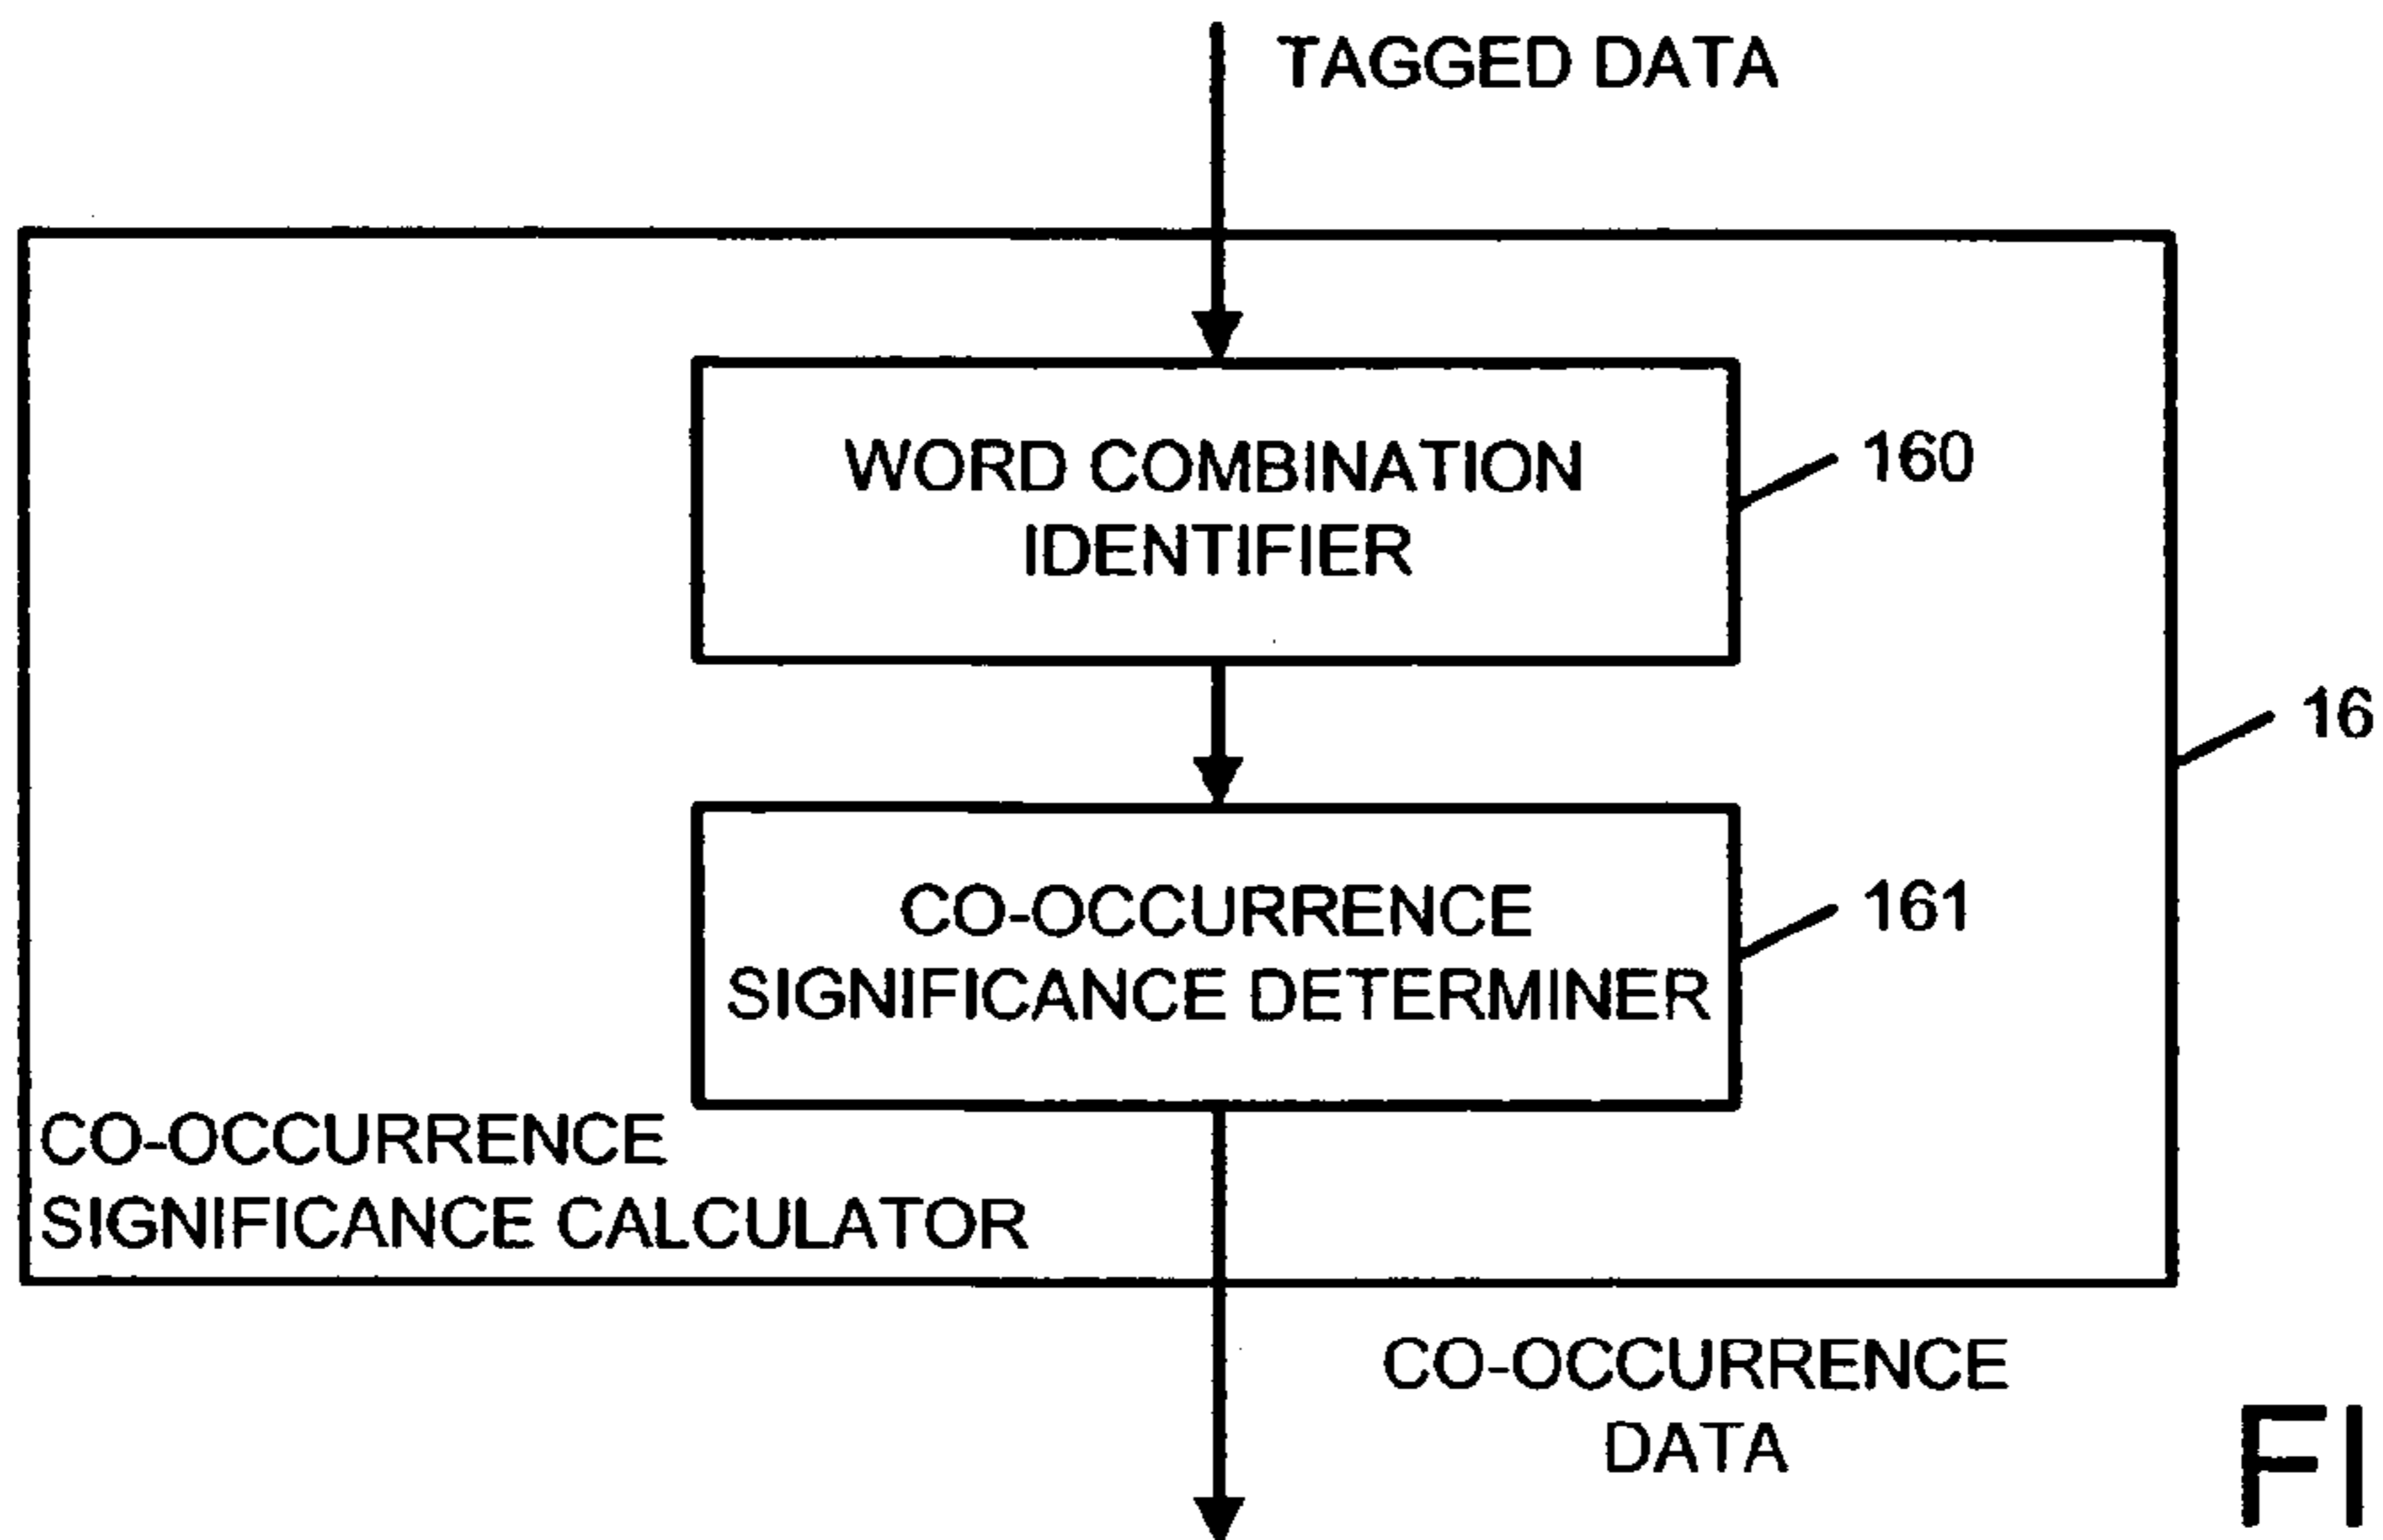 TAGGED DATA
WORD COMBINATION
IDENTIFIER
160
16
CO-OCCURRENCE
SIGNIFICANCE DETERMINER
161
CO-OCCURRENCE
SIGNIFICANCE CALCULATOR
CO-OCCURRENCE
DATA
FI